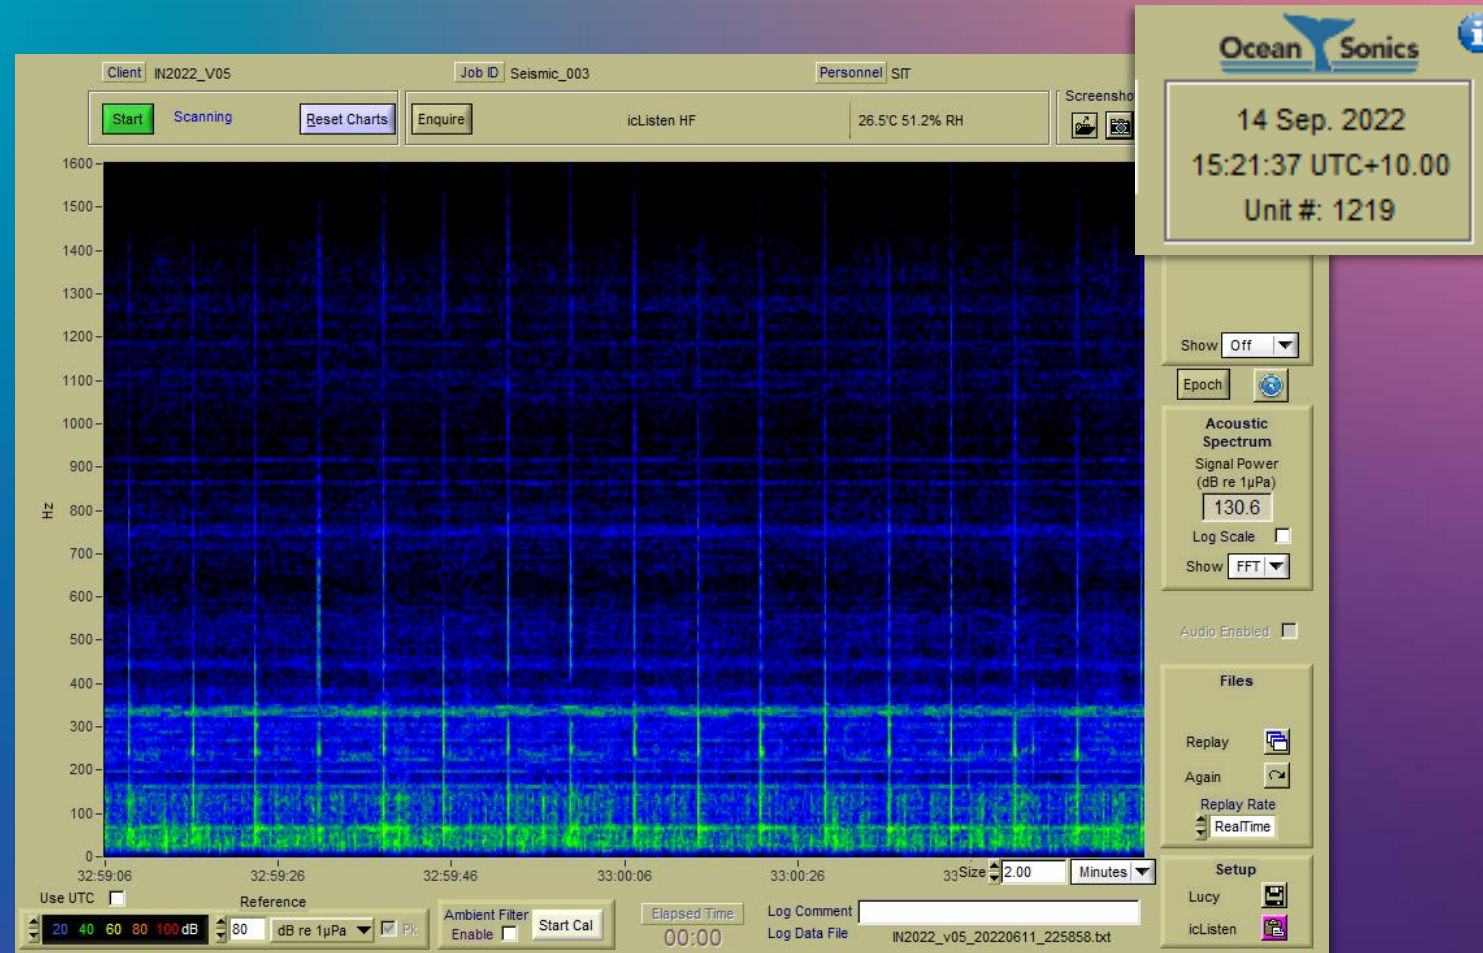 Ocean Sonics
14 Sep. 2022
15:21:37 UTC+10.00
Unit #: 1219
Client IN2022_V05 Job ID Seismic_003 Personnel SIT
Screensho
Start Scanning Reset Charts Enquire icListen HF 26.5'C 51.2% RH
1600
1500
1400
1300
1200
1100
1000
900
800
700
600
500
400
300
200
100
0
Hz
32:59:06 32:59:26 32:59:46 33:00:06 33:00:26 33
Size 2.00 Minutes
Show Off
Epoch
Acoustic
Spectrum
Signal Power
(dB re 1µPa)
130.6
Log Scale
Show FFT
Audio Enabled
Files
Replay
Again
Replay Rate
RealTime
Setup
Lucy
icListen
Use UTC
Reference
20 40 60 80 100 dB 80 dB re 1µPa Pk
Ambient Filter
Enable Start Cal
Elapsed Time
00:00
Log Comment
Log Data File IN2022_v05_20220611_225858.txt